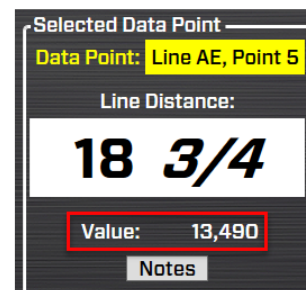 Selected Data Point
Data Point: Line AE, Point 5
Line Distance:
18 3/4
Value: 13,490
Notes